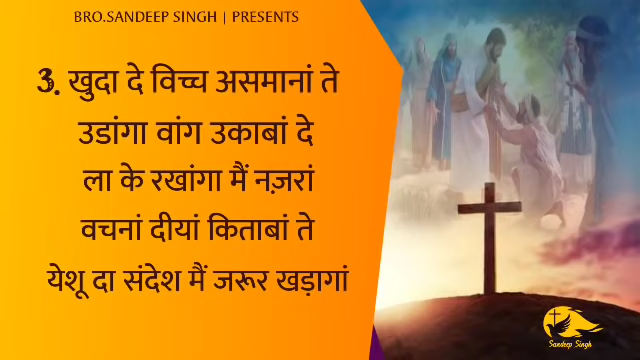 BRO.SANDEEP SINGH | PRESENTS
3. खुदा दे विच्च असमानां ते
उडांगा वांग उकाबां दे
ला के रखांगा मैं नज़रां
वचनां दीयां किताबां ते
येशू दा संदेश मैं जरूर खड़ागां
Sandeep Singh